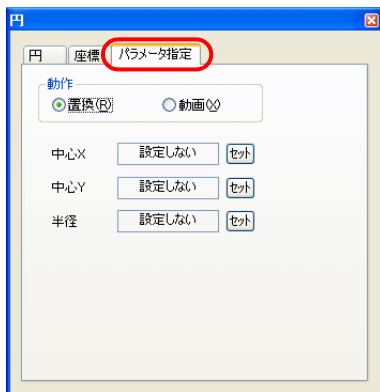 円
円 座標 パラメータ指定
動作
置換(R) 動画(X)
中心X 設定しない セット
中心Y 設定しない セット
半径 設定しない セット